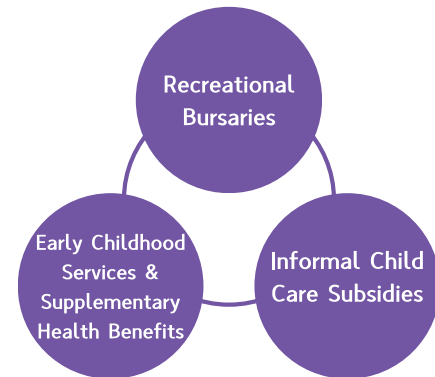 Recreational
Bursaries
Early Childhood
Services &
Supplementary
Health Benefits
Informal Child
Care Subsidies